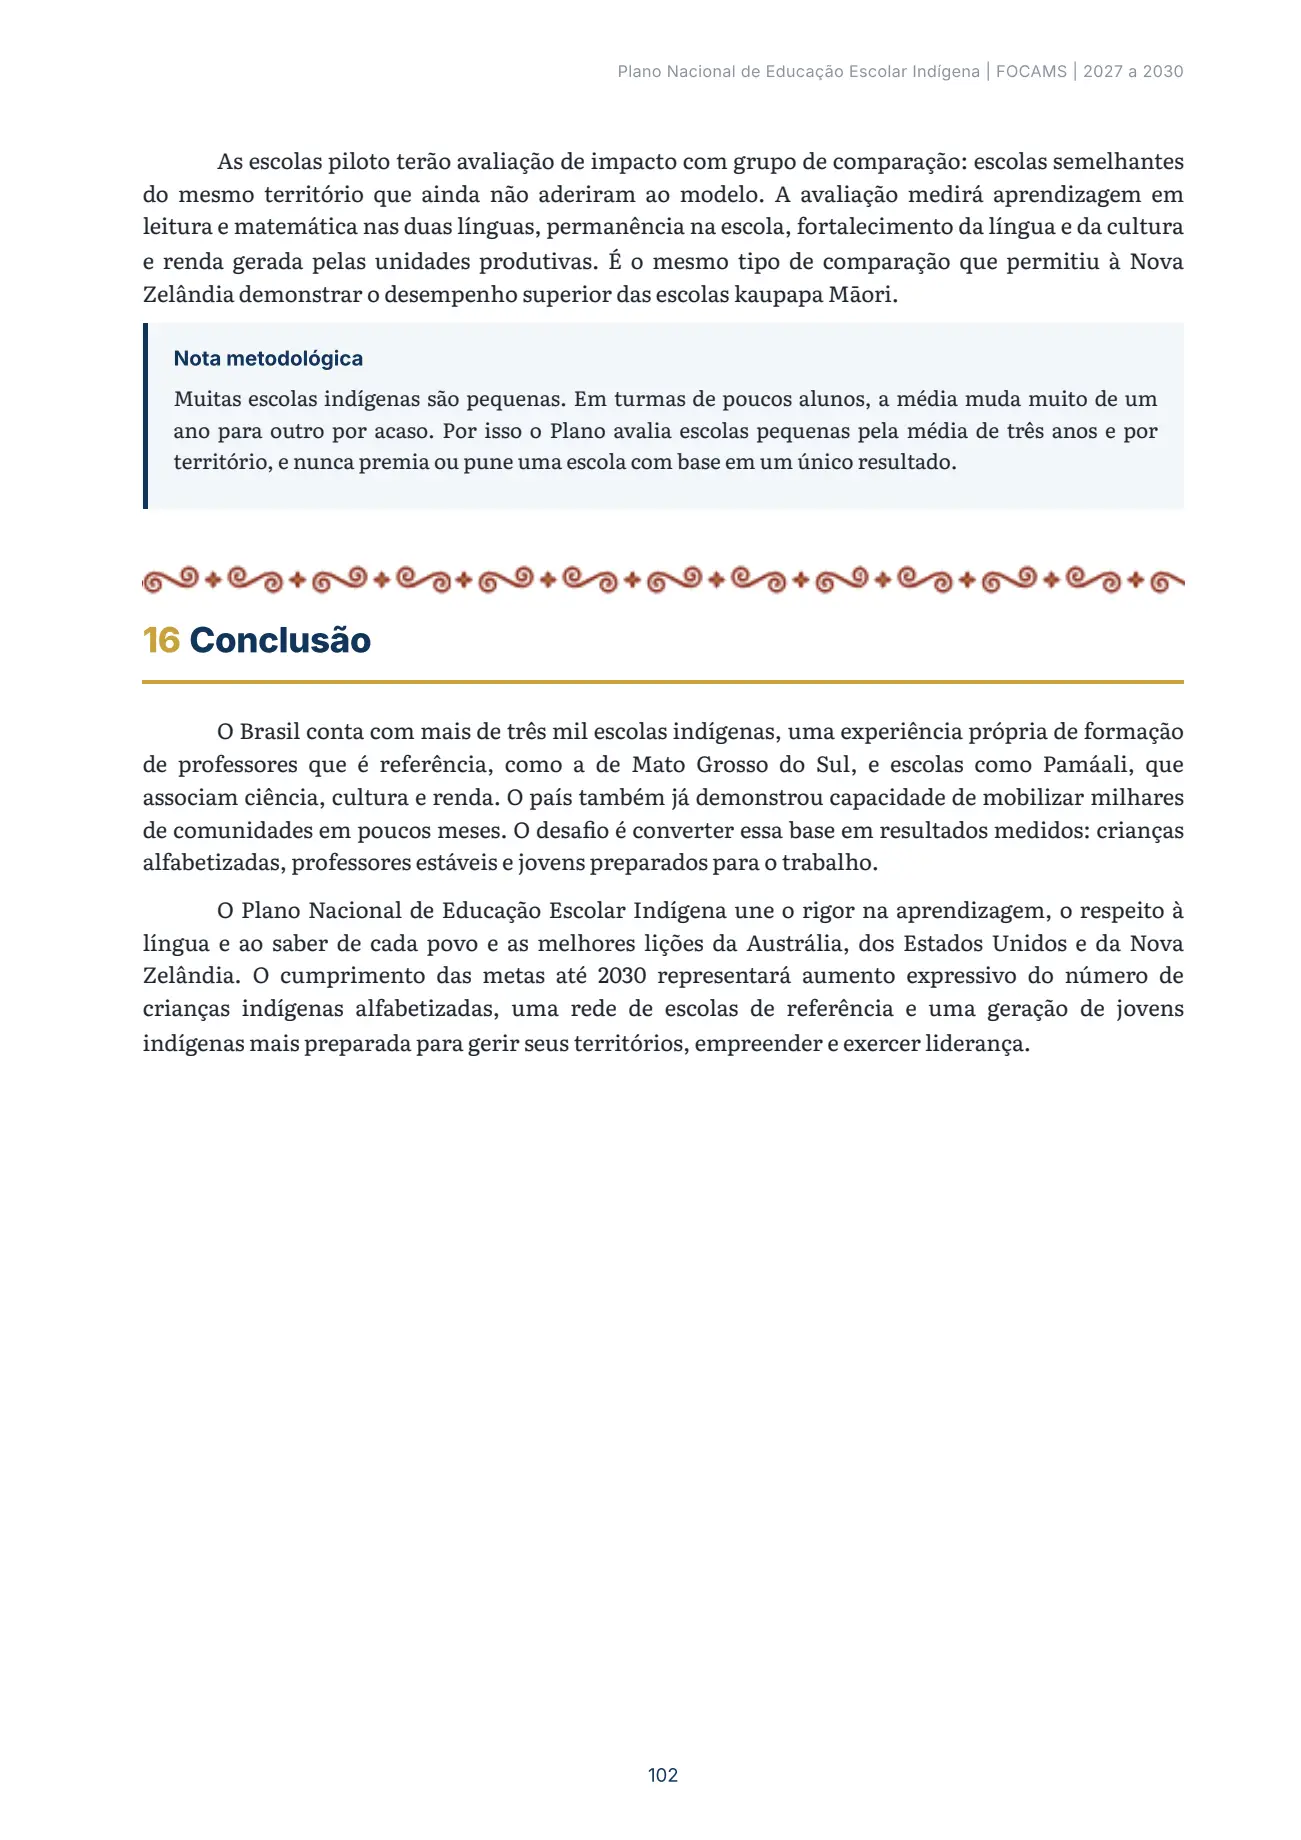 Plano Nacional de Educação Escolar Indígena | FOCAMS | 2027 a 2030
As escolas piloto terão avaliação de impacto com grupo de comparação: escolas semelhantes
do mesmo território que ainda não aderiram ao modelo. A avaliação medirá aprendizagem em
leitura e matemática nas duas línguas, permanência na escola, fortalecimento da língua e da cultura
e renda gerada pelas unidades produtivas. É o mesmo tipo de comparação que permitiu à Nova
Zelândia demonstrar o desempenho superior das escolas kaupapa Māori.
Nota metodológica
Muitas escolas indígenas são pequenas. Em turmas de poucos alunos, a média muda muito de um
ano para outro por acaso. Por isso o Plano avalia escolas pequenas pela média de três anos e por
território, e nunca premia ou pune uma escola com base em um único resultado.
16 Conclusão
O Brasil conta com mais de três mil escolas indígenas, uma experiência própria de formação
de professores que é referência, como a de Mato Grosso do Sul, e escolas como Pamáali, que
associam ciência, cultura e renda. O país também já demonstrou capacidade de mobilizar milhares
de comunidades em poucos meses. O desafio é converter essa base em resultados medidos: crianças
alfabetizadas, professores estáveis e jovens preparados para o trabalho.
O Plano Nacional de Educação Escolar Indígena une o rigor na aprendizagem, o respeito à
língua e ao saber de cada povo e as melhores lições da Austrália, dos Estados Unidos e da Nova
Zelândia. O cumprimento das metas até 2030 representará aumento expressivo do número de
crianças indígenas alfabetizadas, uma rede de escolas de referência e uma geração de jovens
indígenas mais preparada para gerir seus territórios, empreender e exercer liderança.
102